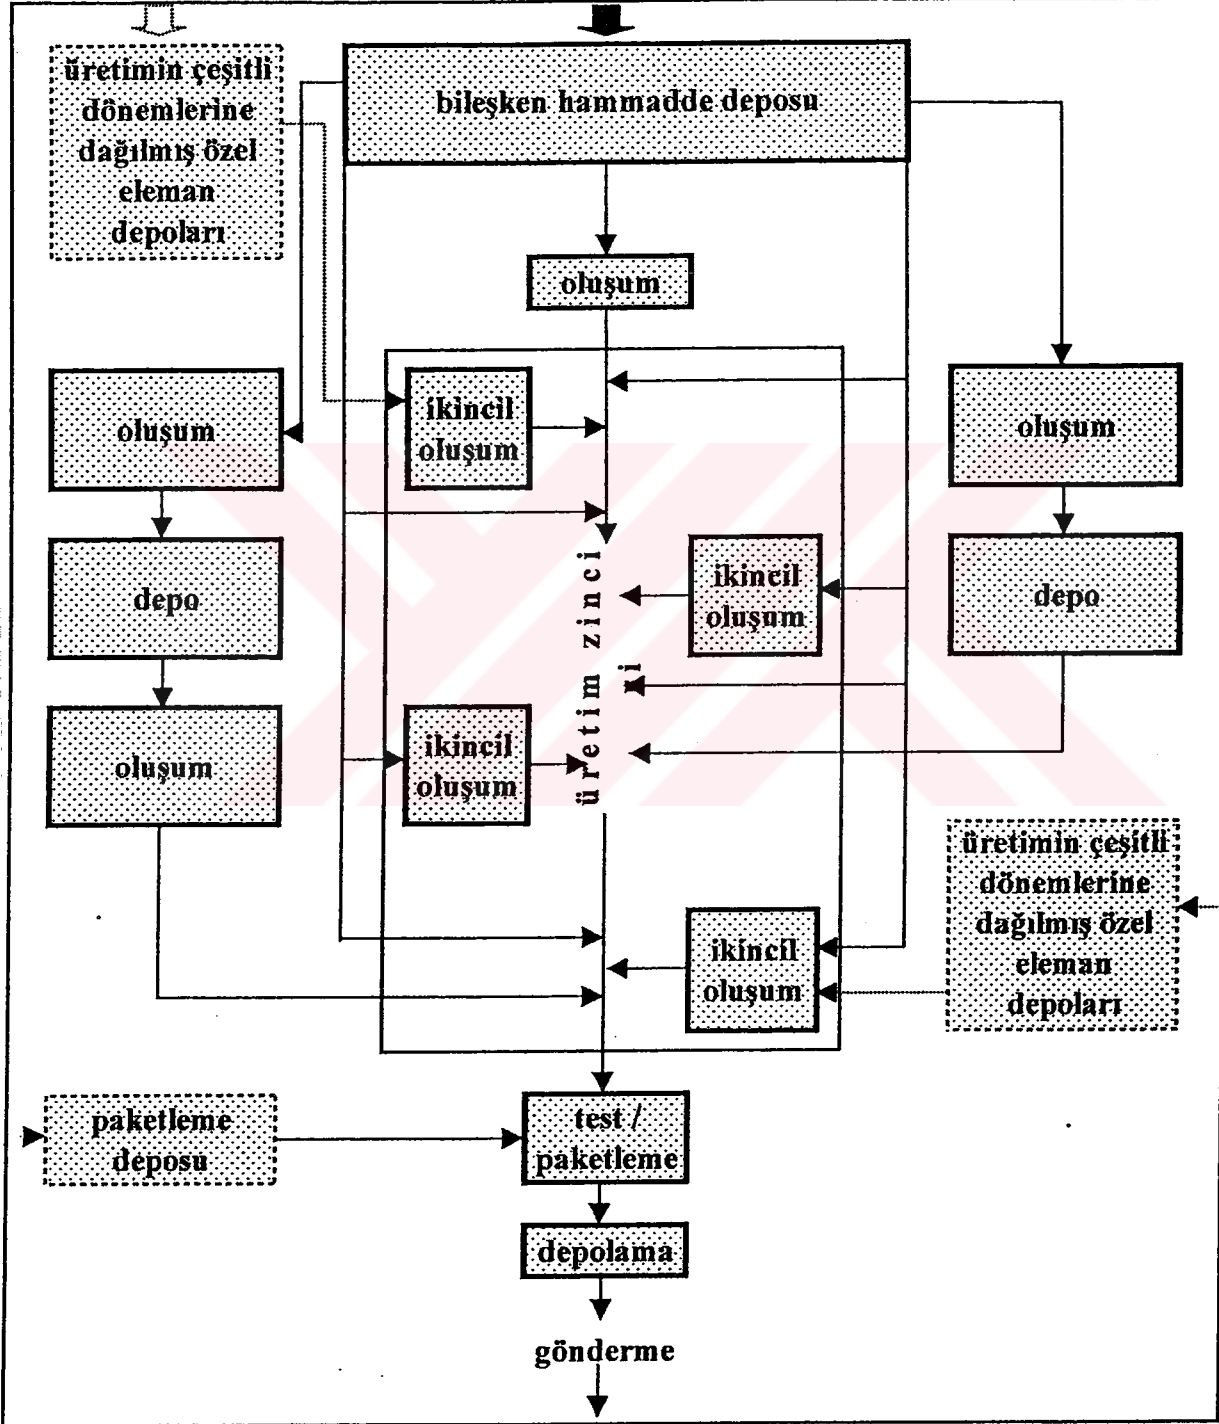 üretimin çeşitli
dönemlerine
dağılmış özel
eleman
depoları
bileşken hammadde deposu
oluşum
oluşum
ikincil
oluşum
oluşum
depo
ikincil
oluşum
depo
üretim zinci
ri
oluşum
ikincil
oluşum
üretimin çeşitli
dönemlerine
dağılmış özel
eleman
depoları
ikincil
oluşum
paketleme
deposu
test /
paketleme
depolama
gönderme